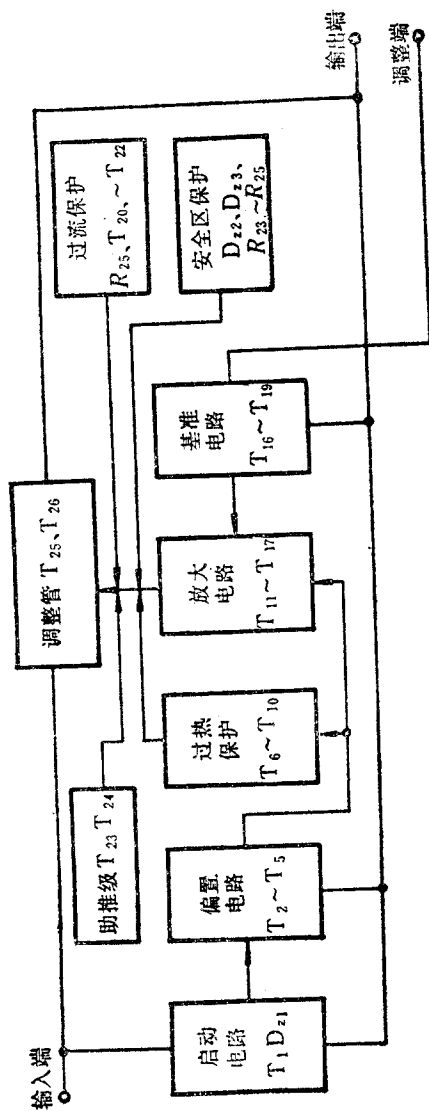 输入端
助推级 T₂₃ T₂₄
调整管 T₂₅、T₂₆
过流保护
R₂₅、T₂₀、~T₂₂
安全区保护
D_z2、D_z3、
R₂₃~R₂₅
输出端
调整端
启动
电路
T₁ D_z1
偏置
电路
T₂~T₅
过热
保护
T₆~T₁₀
放大
电路
T₁₁~T₁₇
基准
电路
T₁₆~T₁₉